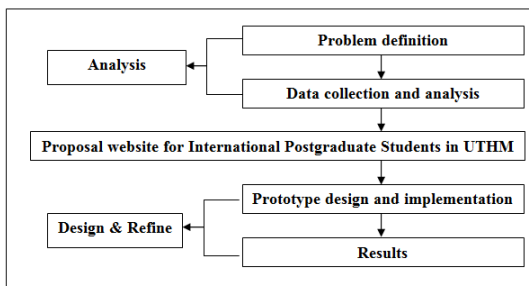 Problem definition
Analysis
Data collection and analysis
Proposal website for International Postgraduate Students in UTHM
Prototype design and implementation
Design & Refine
Results